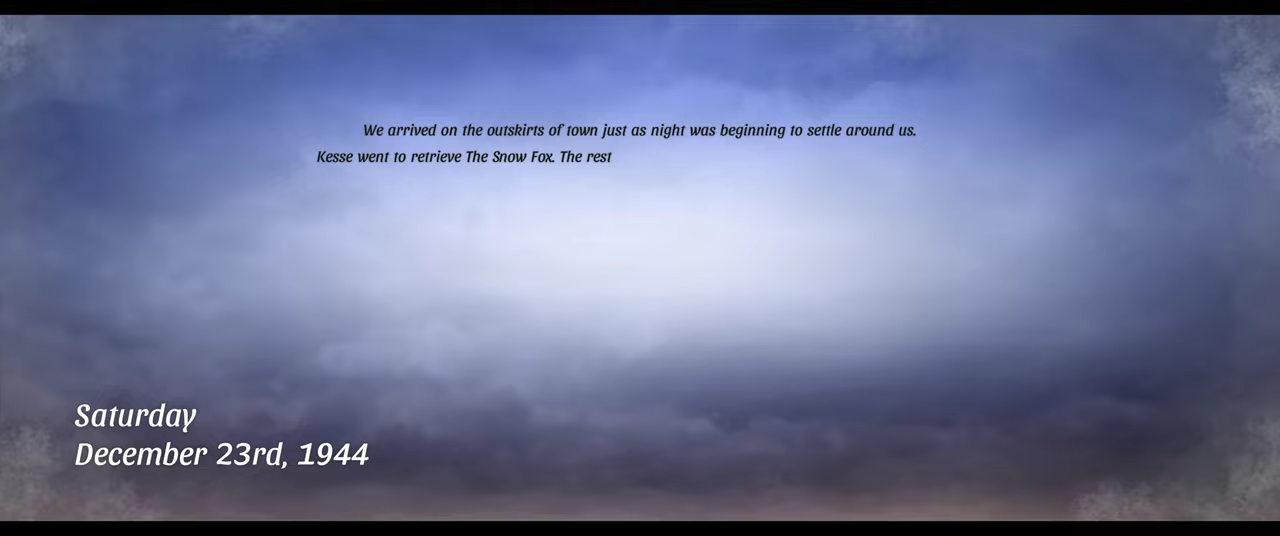 We arrived on the outskirts of town just as night was beginning to settle around us.
Kesse went to retrieve The Snow Fox. The rest
Saturday
December 23rd, 1944